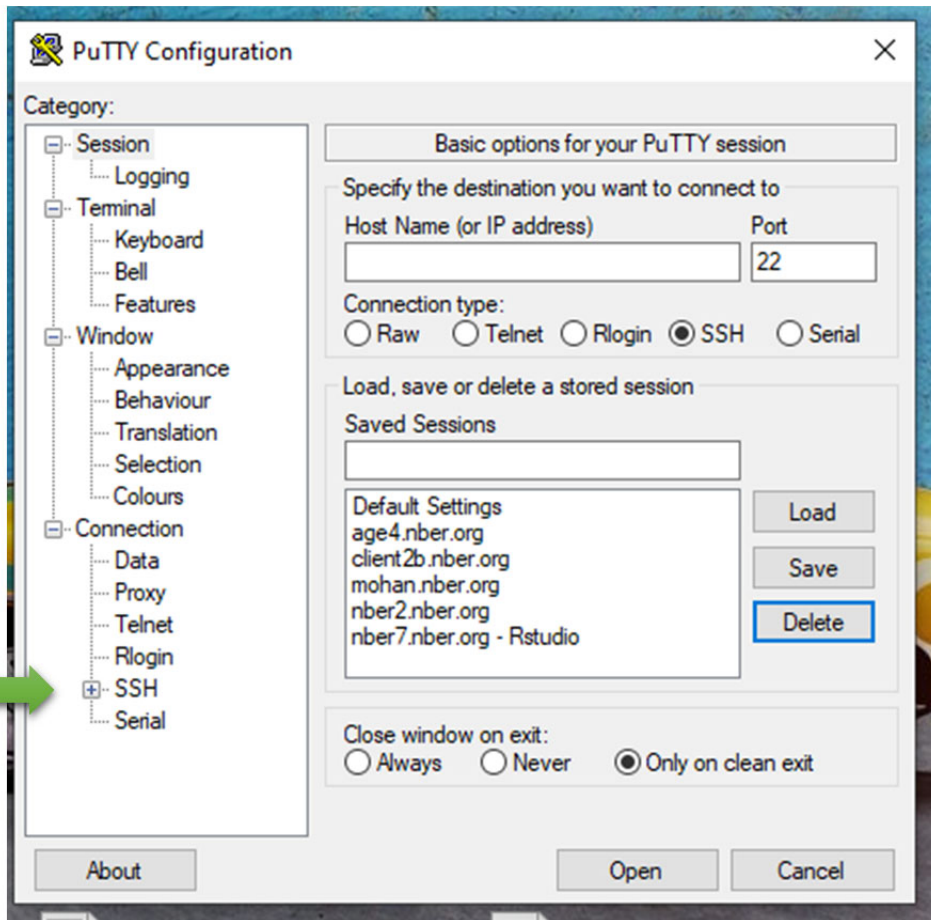 PuTTY Configuration
Category:
Session
Logging
Terminal
Keyboard
Bell
Features
Window
Appearance
Behaviour
Translation
Selection
Colours
Connection
Data
Proxy
Telnet
Rlogin
SSH
Serial
Basic options for your PuTTY session
Specify the destination you want to connect to
Host Name (or IP address) Port
22
Connection type:
Raw Telnet Rlogin SSH Serial
Load, save or delete a stored session
Saved Sessions
Default Settings
age4.nber.org
client2b.nber.org
mohan.nber.org
nber2.nber.org
nber7.nber.org - Rstudio
Load
Save
Delete
Close window on exit:
Always Never Only on clean exit
About Open Cancel